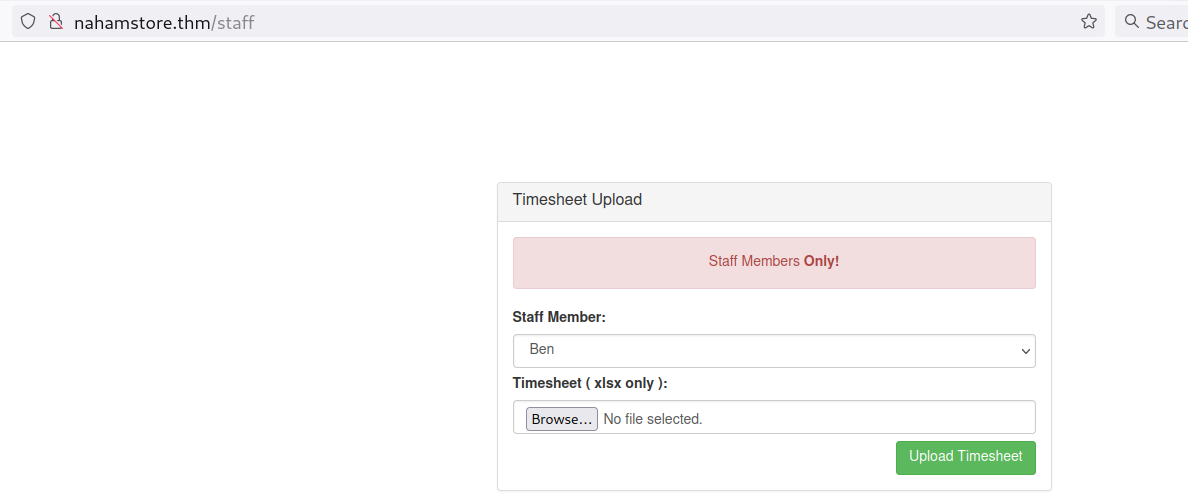 nahamstore.thm/staff
Timesheet Upload
Staff Members Only!
Staff Member:
Ben
Timesheet ( xlsx only ):
Browse... No file selected.
Upload Timesheet